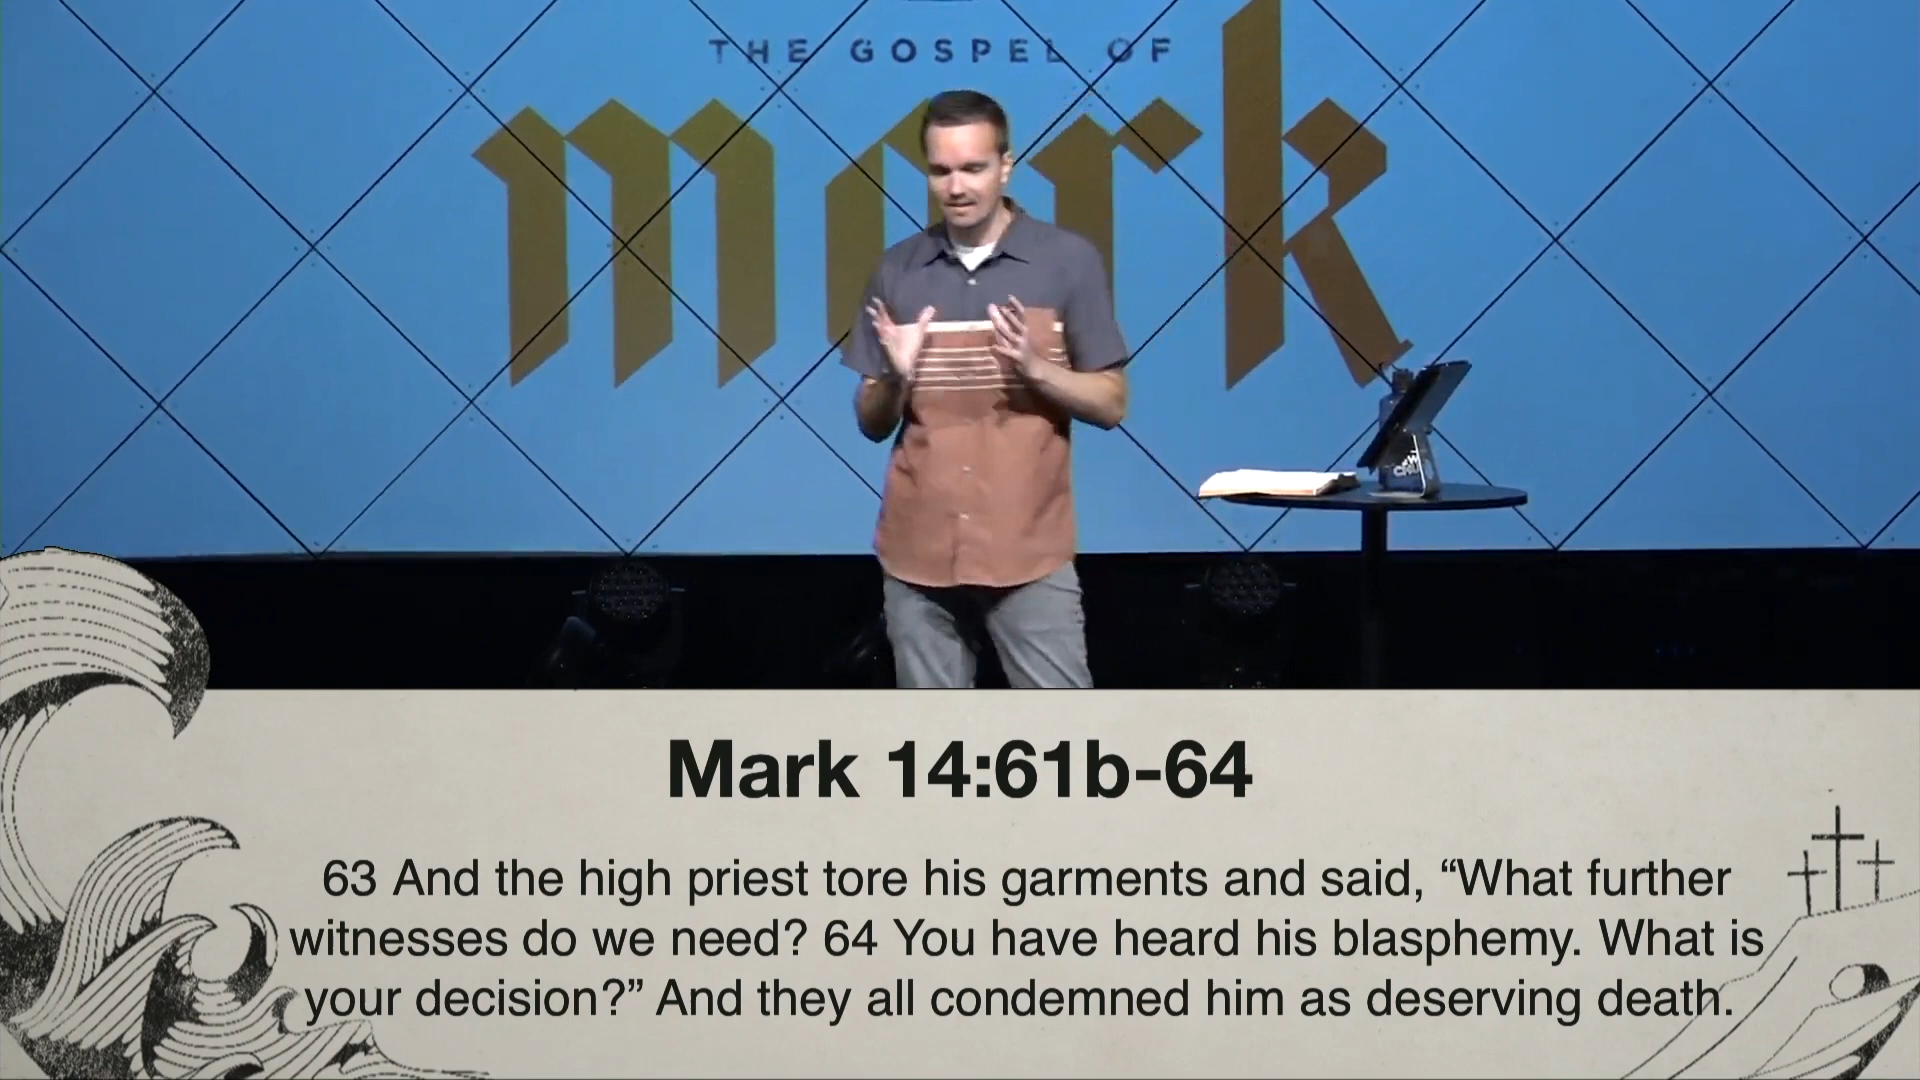 THE GOSPEL OF
mark
Mark 14:61b-64
63 And the high priest tore his garments and said, “What further
witnesses do we need? 64 You have heard his blasphemy. What is
your decision?” And they all condemned him as deserving death.